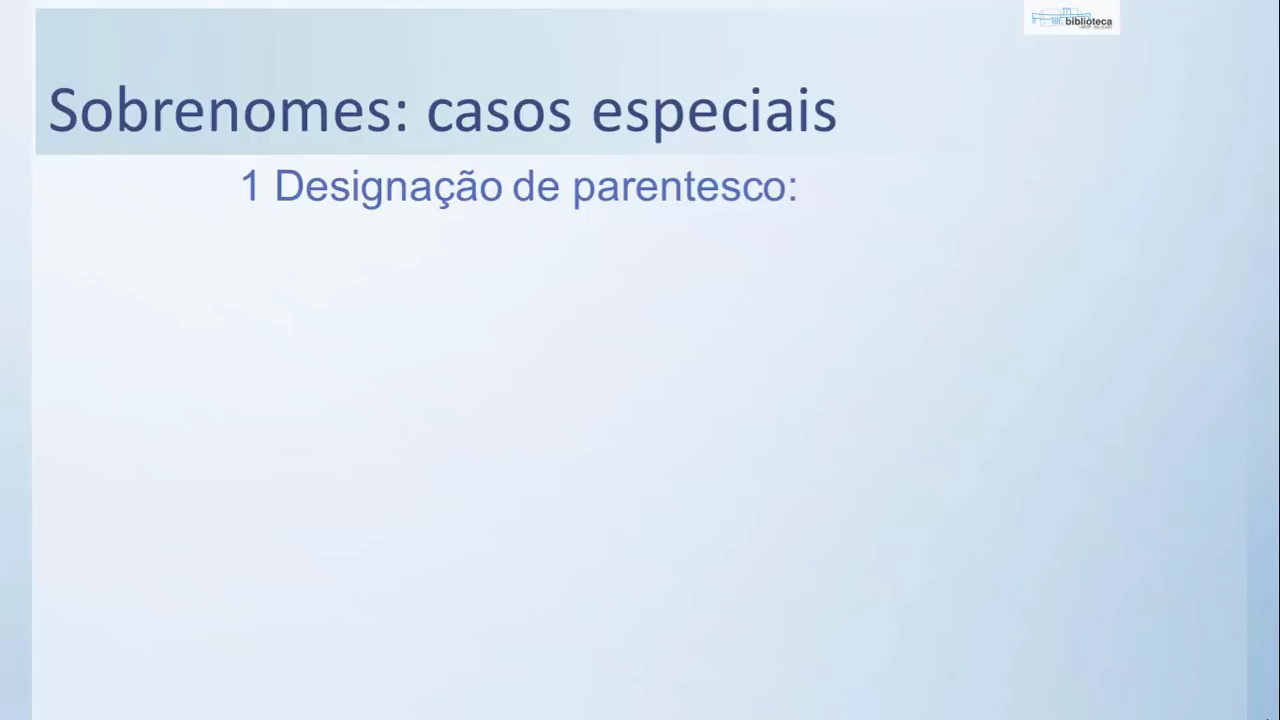 biblioteca
Sobrenomes: casos especiais
1 Designação de parentesco: